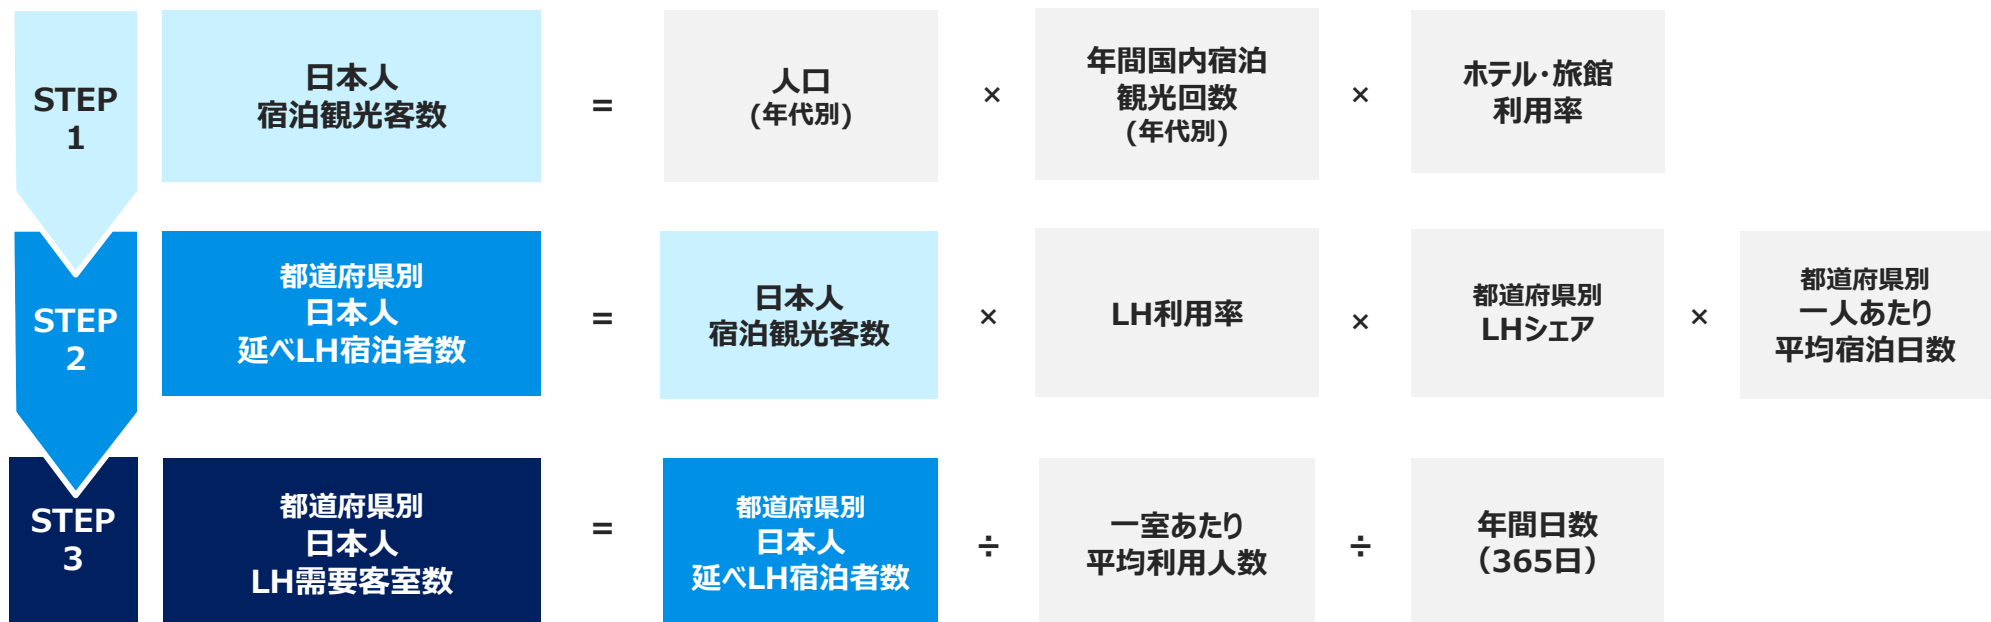 STEP
1
日本人
宿泊観光客数
=
人口
(年代別)
×
年間国内宿泊
観光回数
(年代別)
×
ホテル・旅館
利用率
STEP
2
都道府県別
日本人
延べLH宿泊者数
=
日本人
宿泊観光客数
×
LH利用率
×
都道府県別
LHシェア
×
都道府県別
一人あたり
平均宿泊日数
STEP
3
都道府県別
日本人
LH需要客室数
=
都道府県別
日本人
延べLH宿泊者数
÷
一室あたり
平均利用人数
÷
年間日数
（365日）